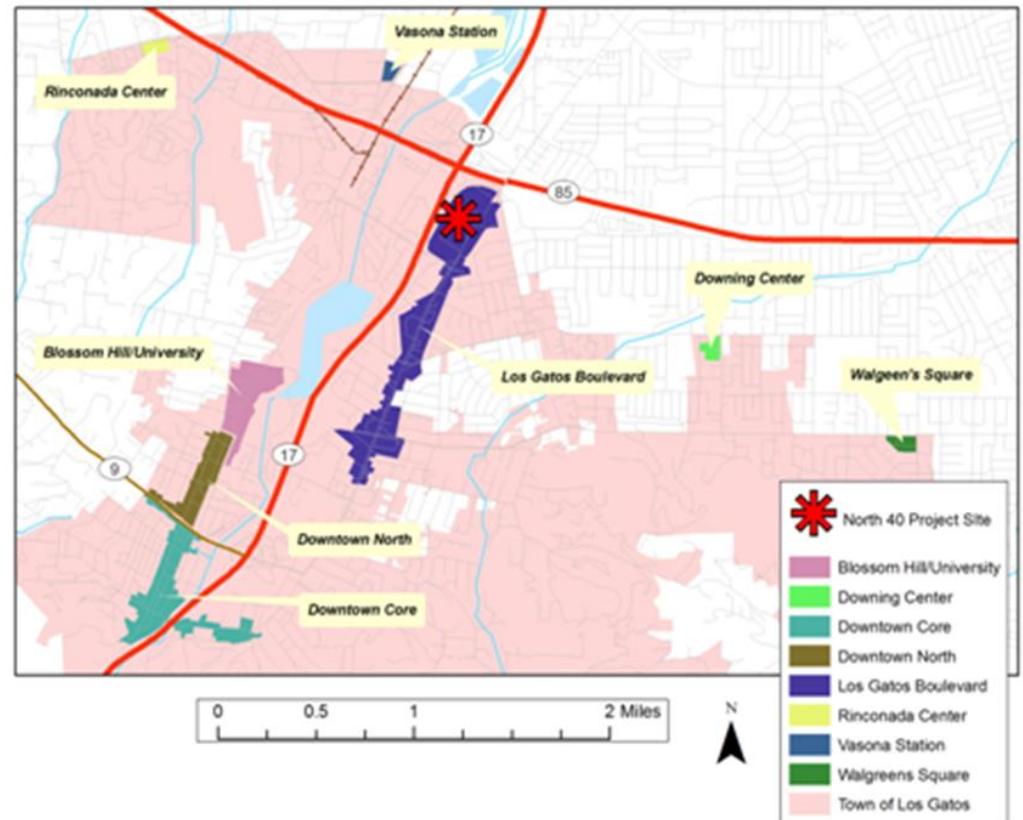 Vasona Station
Rinconada Center
17
85
Downing Center
Blossom Hill/University
Los Gatos Boulevard
Walgeen's Square
9
17
Downtown North
Downtown Core
North 40 Project SIte
Blossom Hill/University
Downing Center
Downtown Core
Downtown North
Los Gatos Boulevard
Rinconada Center
Vasona Station
Walgreens Square
Town of Los Gatos
0 0.5 1 2 Miles
N